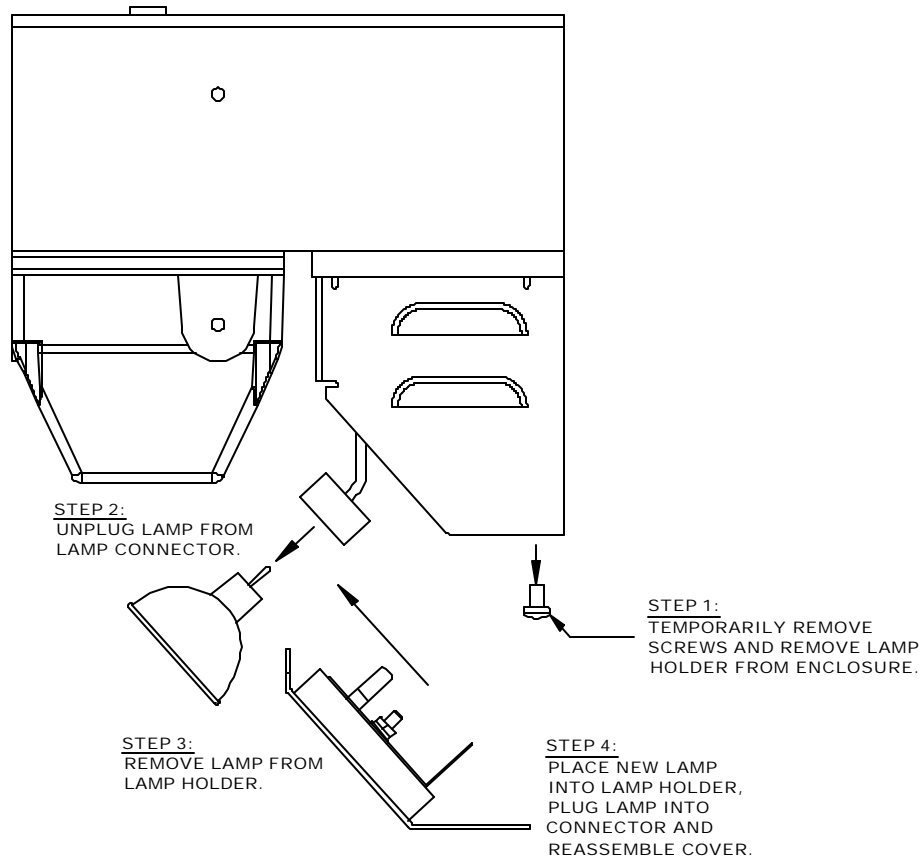 STEP 2:
UNPLUG LAMP FROM
LAMP CONNECTOR.
STEP 1:
TEMPORARILY REMOVE
SCREWS AND REMOVE LAMP
HOLDER FROM ENCLOSURE.
STEP 3:
REMOVE LAMP FROM
LAMP HOLDER.
STEP 4:
PLACE NEW LAMP
INTO LAMP HOLDER,
PLUG LAMP INTO
CONNECTOR AND
REASSEMBLE COVER.